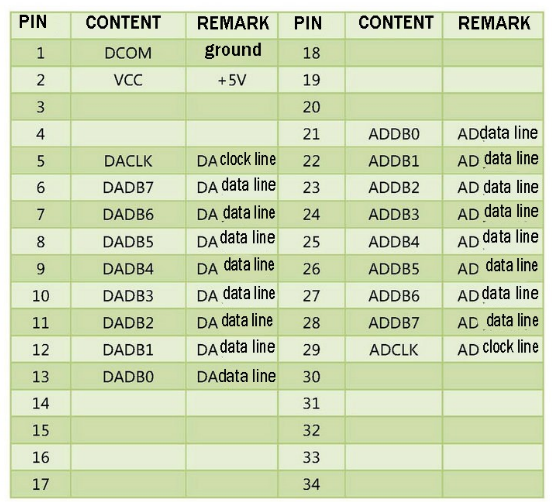 PIN CONTENT REMARK PIN CONTENT REMARK
1 DCOM ground 18
2 VCC +5V 19
3 20
4 21 ADDB0 AD data line
5 DACLK DA clock line 22 ADDB1 AD data line
6 DADB7 DA data line 23 ADDB2 AD data line
7 DADB6 DA data line 24 ADDB3 AD data line
8 DADB5 DA data line 25 ADDB4 AD data line
9 DADB4 DA data line 26 ADDB5 AD data line
10 DADB3 DA data line 27 ADDB6 AD data line
11 DADB2 DA data line 28 ADDB7 AD data line
12 DADB1 DA data line 29 ADCLK AD clock line
13 DADB0 DAdata line 30
14 31
15 32
16 33
17 34